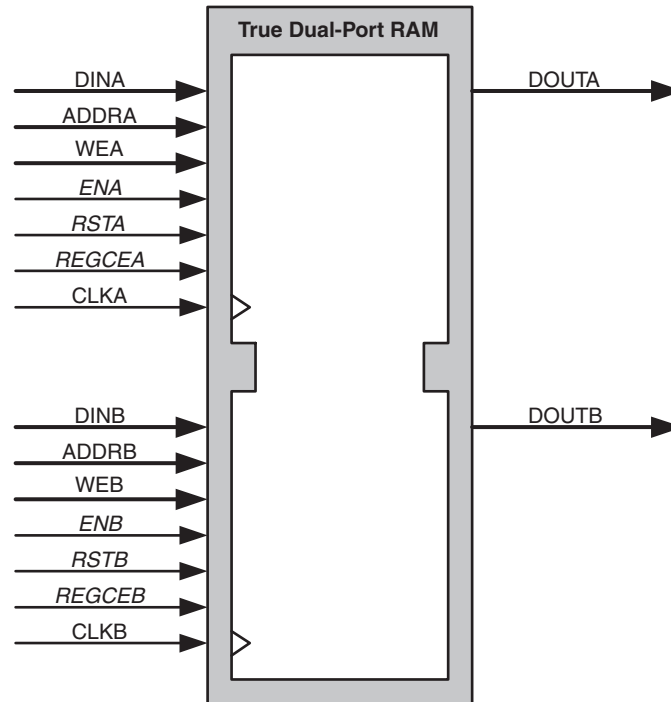 True Dual-Port RAM
DINA
ADDRA
WEA
ENA
RSTA
REGCEA
CLKA
DOUTA
DINB
ADDRB
WEB
ENB
RSTB
REGCEB
CLKB
DOUTB